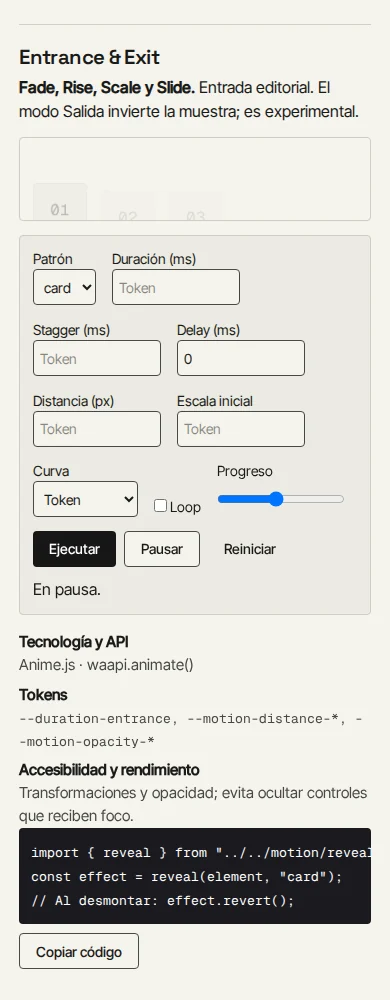 Entrance & Exit
Fade, Rise, Scale y Slide. Entrada editorial. El
modo Salida invierte la muestra; es experimental.
01
02
03
Patrón
Duración (ms)
card
Token
Stagger (ms)
Delay (ms)
Token
0
Distancia (px)
Escala inicial
Token
Token
Curva
Progreso
Token
Loop
Ejecutar
Pausar
Reiniciar
En pausa.
Tecnología y API
Anime.js · waapi.animate()
Tokens
--duration-entrance, --motion-distance-*, -
-motion-opacity-*
Accesibilidad y rendimiento
Transformaciones y opacidad; evita ocultar controles
que reciben foco.
import { reveal } from "../../motion/reveal
const effect = reveal(element, "card");
// Al desmontar: effect.revert();
Copiar código